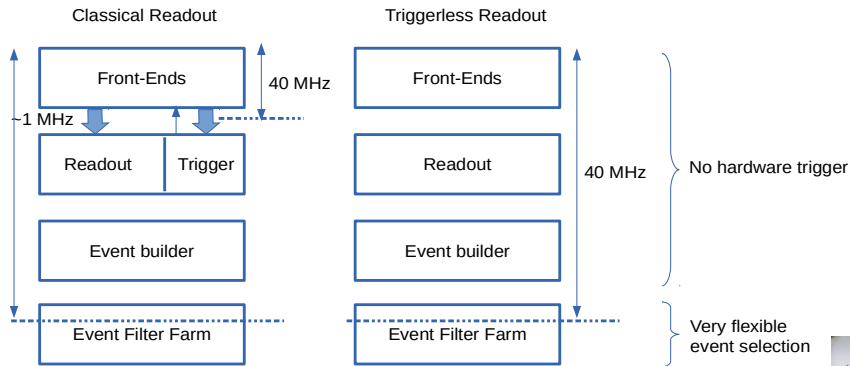 Classical Readout
Triggerless Readout
Front-Ends
40 MHz
Front-Ends
~1 MHz
Readout
Trigger
Readout
40 MHz
No hardware trigger
Event builder
Event builder
Event Filter Farm
Event Filter Farm
Very flexible
event selection